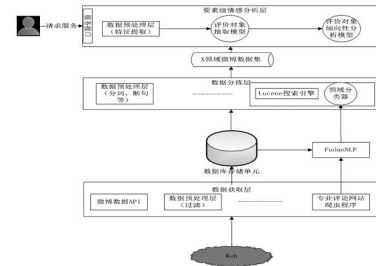 要素级情感分析层
请求服务
数据预处理层
(特征提取)
评价对象
抽取模型
评价对象
倾向性分
析模型
X领域微博数据集
数据分拣层
数据预处理层
(分词、断句
等)
Lucene搜索引擎
领域分
类器
FudanNLP
数据库存储单元
数据获取层
微博数据API
数据预处理层
(过滤)
专业评论网站
爬虫程序
Web